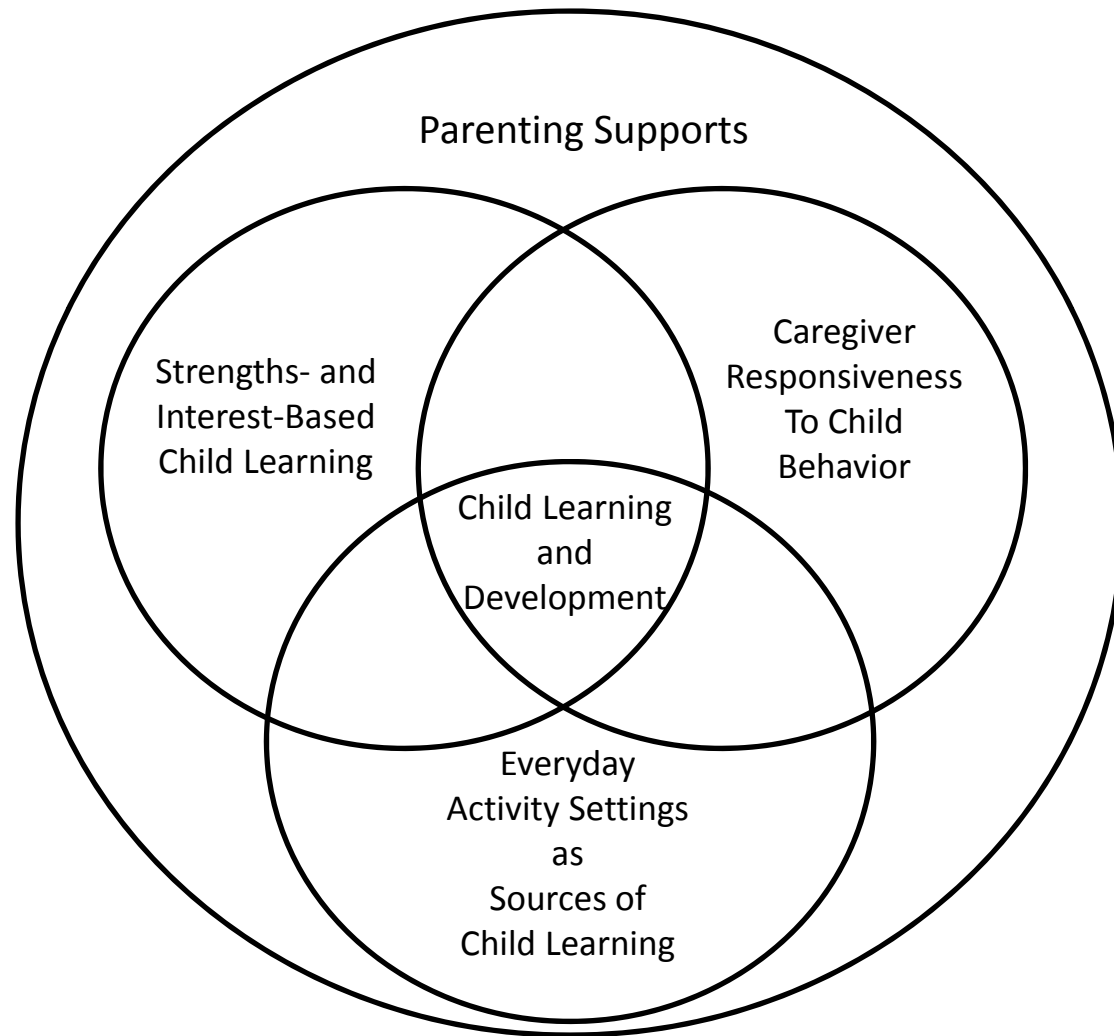 Parenting Supports
Strengths- and
Interest-Based
Child Learning
Caregiver
Responsiveness
To Child
Behavior
Child Learning
and
Development
Everyday
Activity Settings
as
Sources of
Child Learning